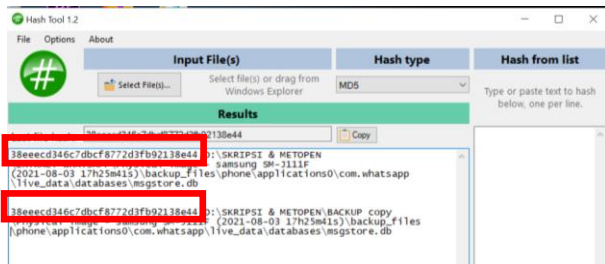 Hash Tool 1.2
File Options About
Input File(s)
Hash type
Hash from list
Select File(s)...
Select file(s) or drag from
Windows Explorer
MD5
Type or paste text to hash
below, one per line.
Results
Copy
38eeecd346c7dbcf8772d3fb92138e44 D:\SKRIPSI & METOPEN
samsung SM-J111F
(2021-08-03 17h25m41s)\backup_files\phone\applications0\com.whatsapp
\live_data\databases\msgstore.db
38eeecd346c7dbcf8772d3fb92138e44 D:\SKRIPSI & METOPEN\BACKUP copy
samsung SM-J111F (2021-08-03 17h25m41s)\backup_files
\phone\applications0\com.whatsapp\live_data\databases\msgstore.db